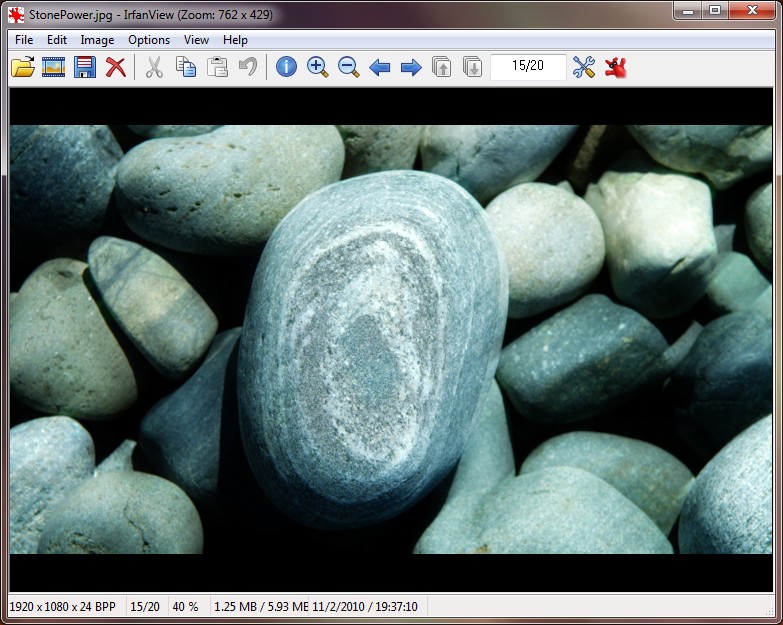 StonePower.jpg - IrfanView (Zoom: 762 x 429)
File Edit Image Options View Help
15/20
1920 x 1080 x 24 BPP 15/20 40 % 1.25 MB / 5.93 MB 11/2/2010 / 19:37:10